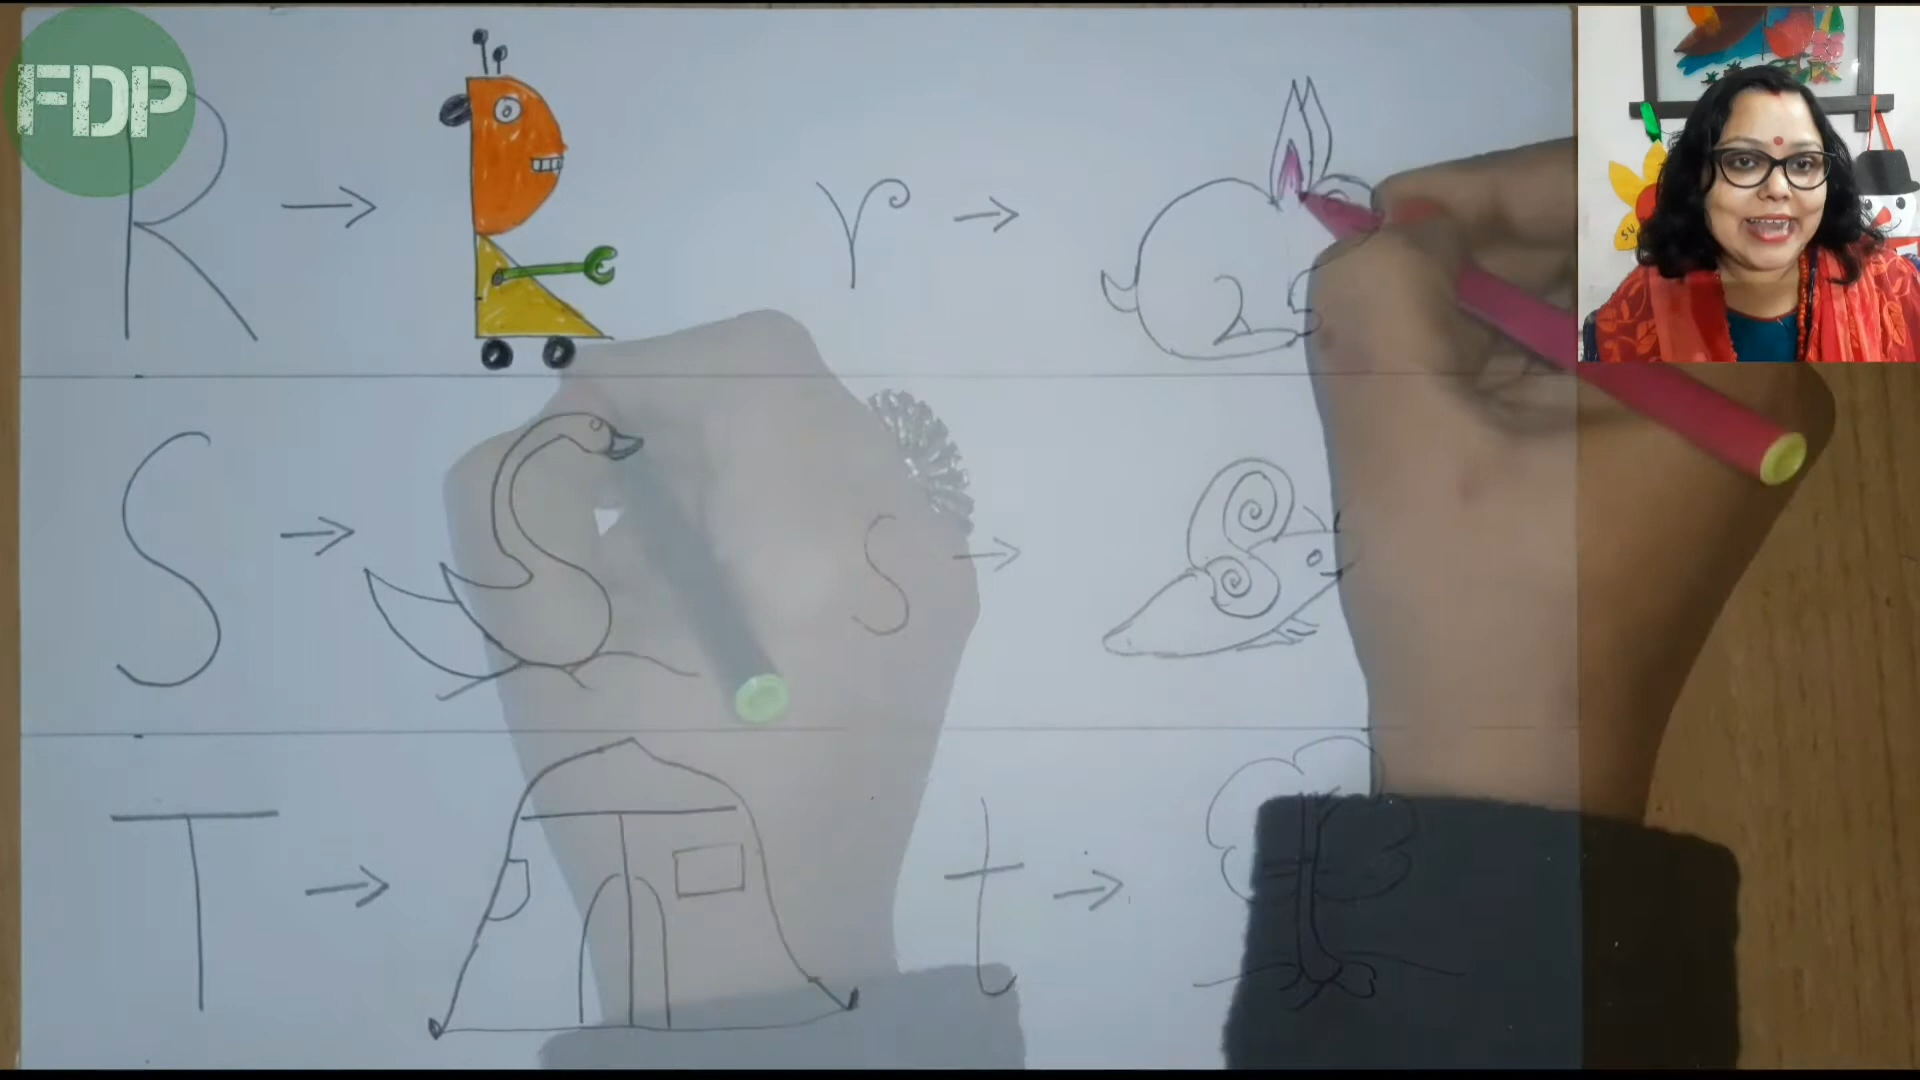 FDP
R → r →
S → s →
T → t →